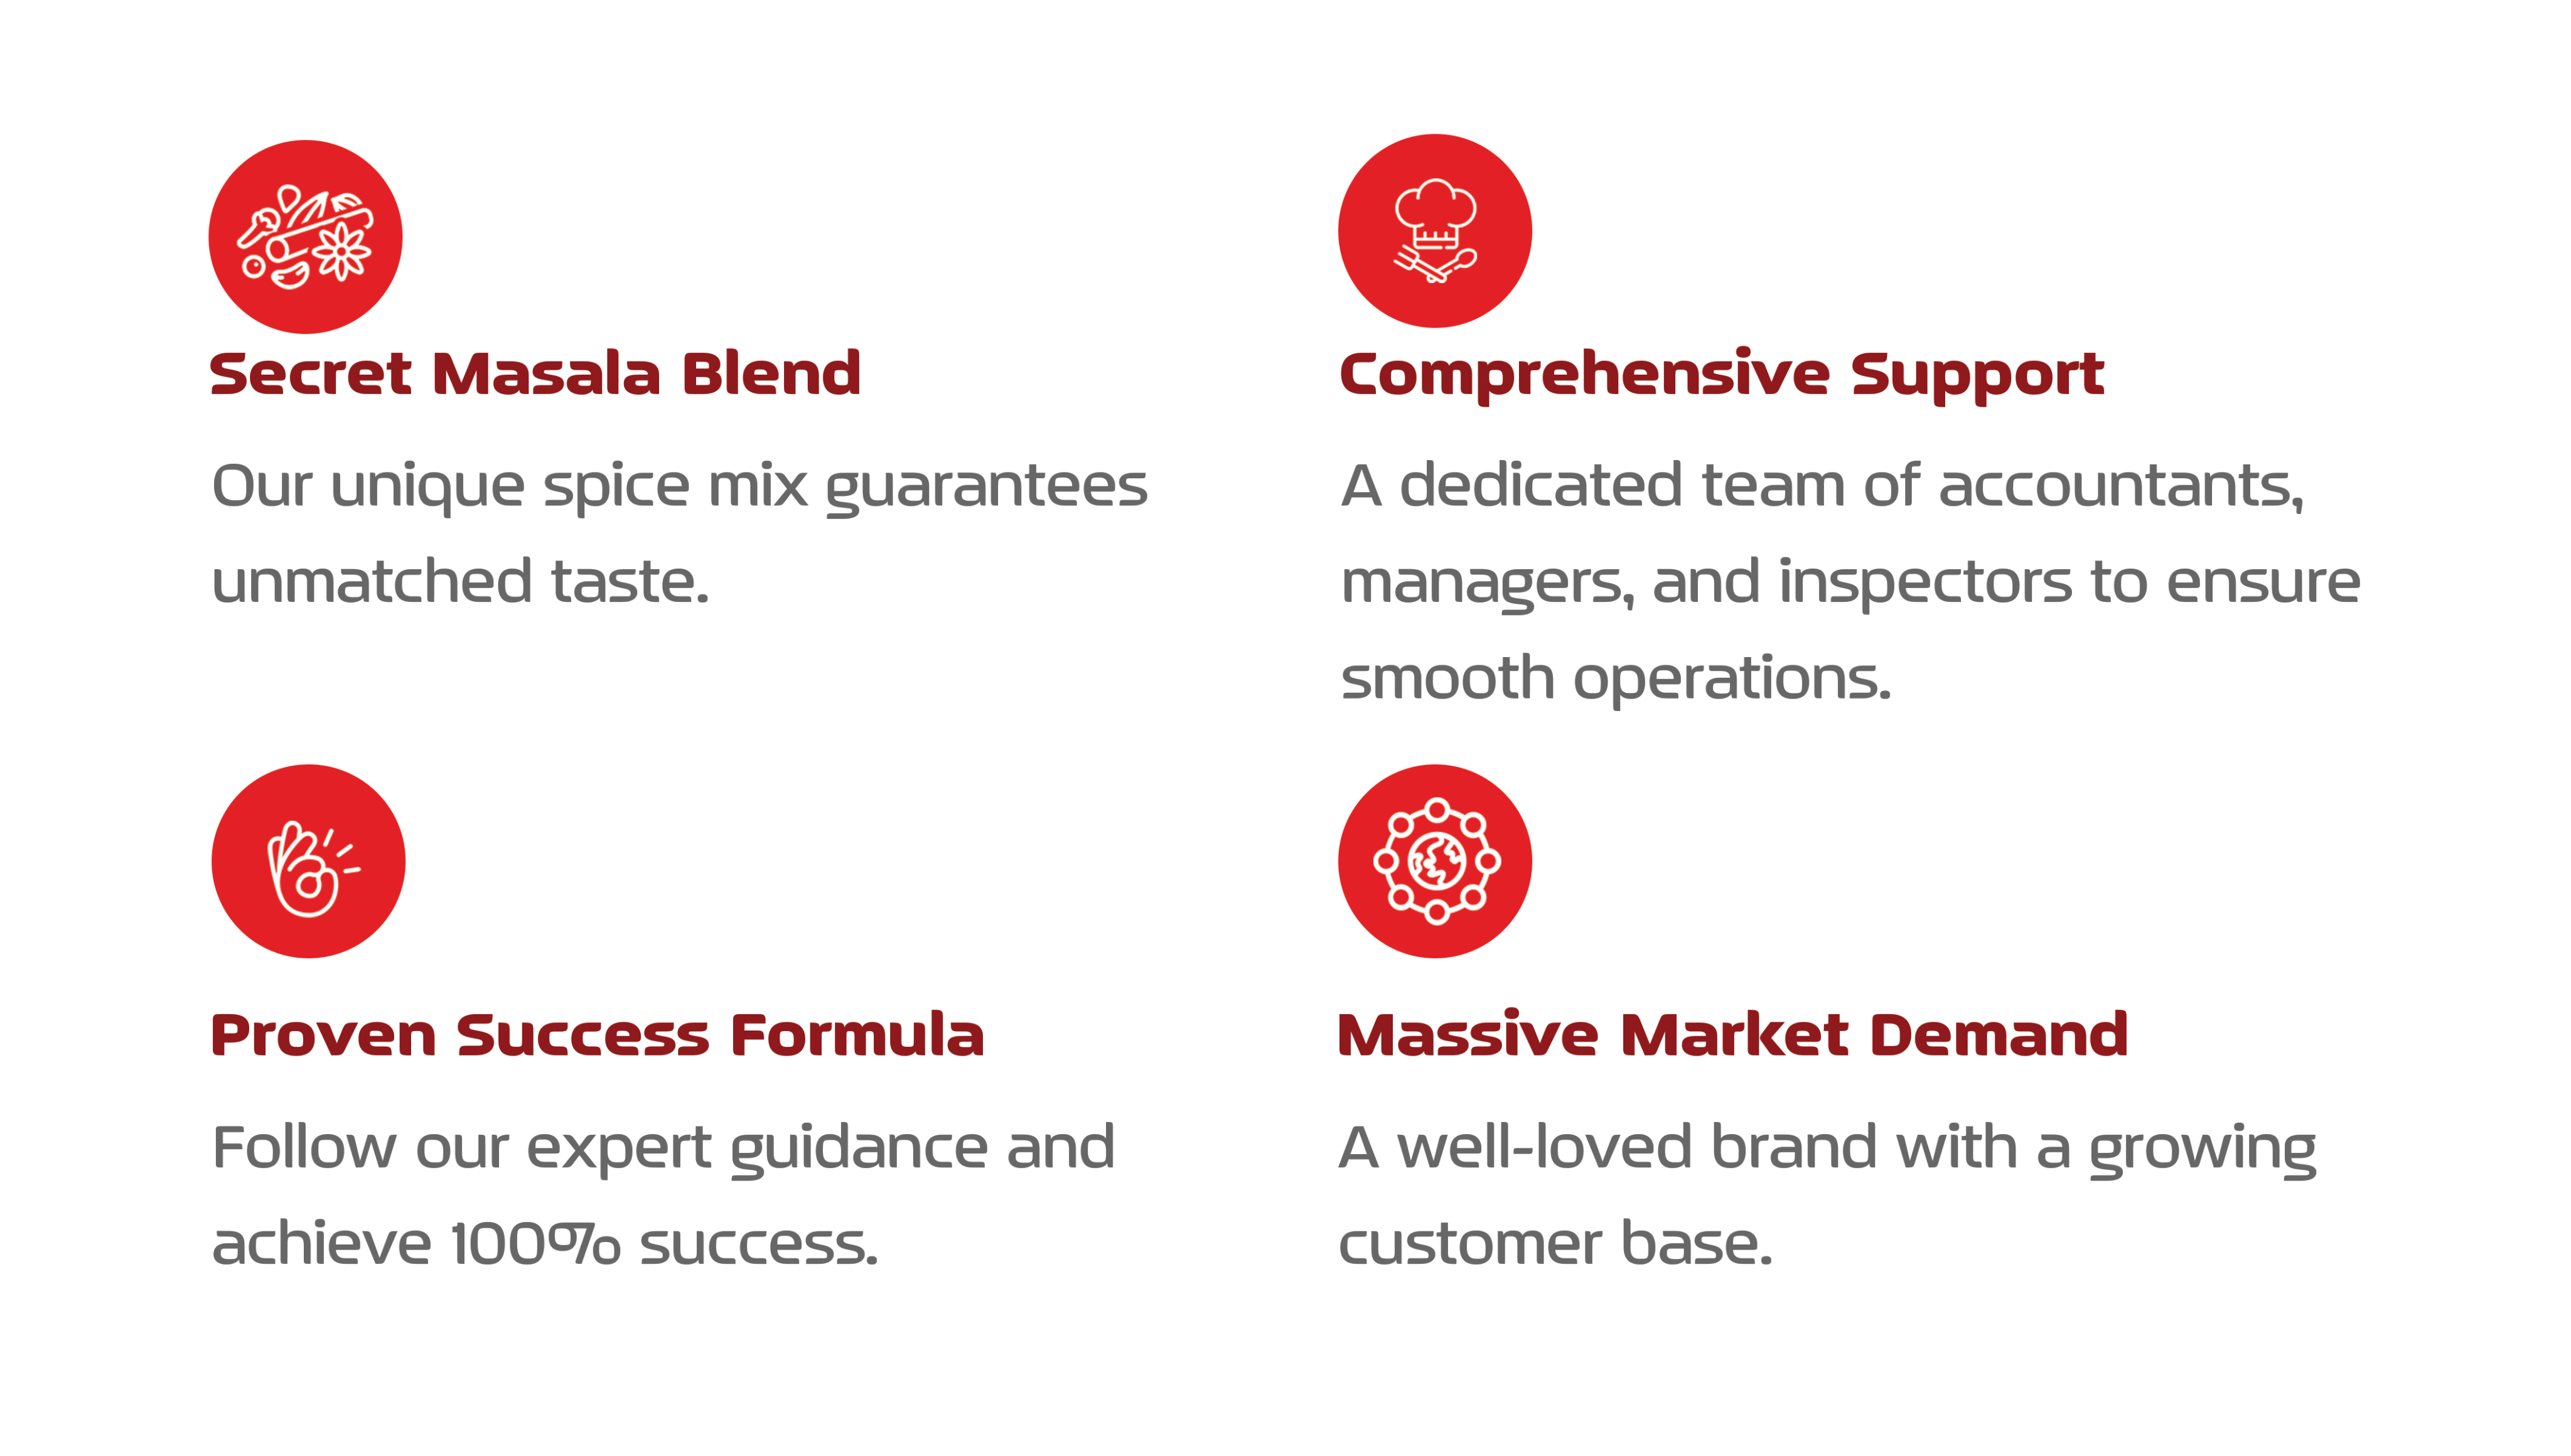 Secret Masala Blend
Our unique spice mix guarantees
unmatched taste.
Comprehensive Support
A dedicated team of accountants,
managers, and inspectors to ensure
smooth operations.
Proven Success Formula
Follow our expert guidance and
achieve 100% success.
Massive Market Demand
A well-loved brand with a growing
customer base.